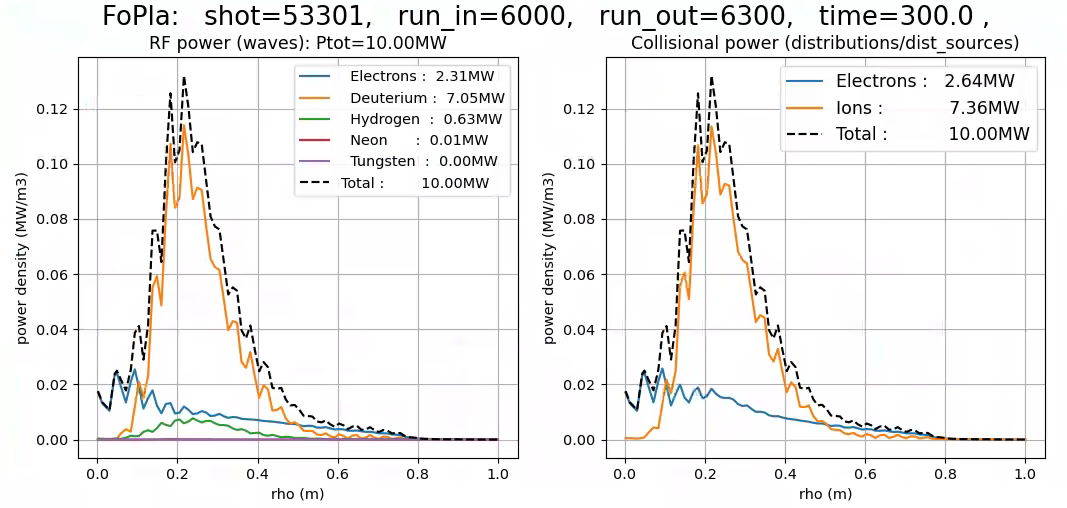 FoPla: shot=53301, run_in=6000, run_out=6300, time=300.0 ,
RF power (waves): Ptot=10.00MW
power density (MW/m3)
0.12
0.10
0.08
0.06
0.04
0.02
0.00
Electrons : 2.31MW
Deuterium : 7.05MW
Hydrogen : 0.63MW
Neon : 0.01MW
Tungsten : 0.00MW
Total : 10.00MW
0.0 0.2 0.4 0.6 0.8 1.0
rho (m)
Collisional power (distributions/dist_sources)
power density (MW/m3)
0.12
0.10
0.08
0.06
0.04
0.02
0.00
Electrons : 2.64MW
Ions : 7.36MW
Total : 10.00MW
0.0 0.2 0.4 0.6 0.8 1.0
rho (m)